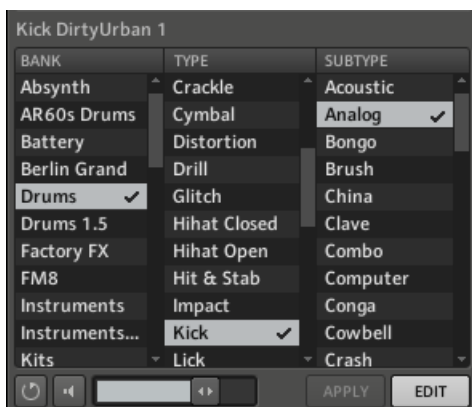 Kick DirtyUrban 1
BANK TYPE SUBTYPE
Absynth Crackle Acoustic
AR60s Drums Cymbal Analog
Battery Distortion Bongo
Berlin Grand Drill Brush
Drums Glitch China
Drums 1.5 Hihat Closed Clave
Factory FX Hihat Open Combo
FM8 Hit & Stab Computer
Instruments Impact Conga
Instruments... Kick Cowbell
Kits Lick Crash
APPLY EDIT